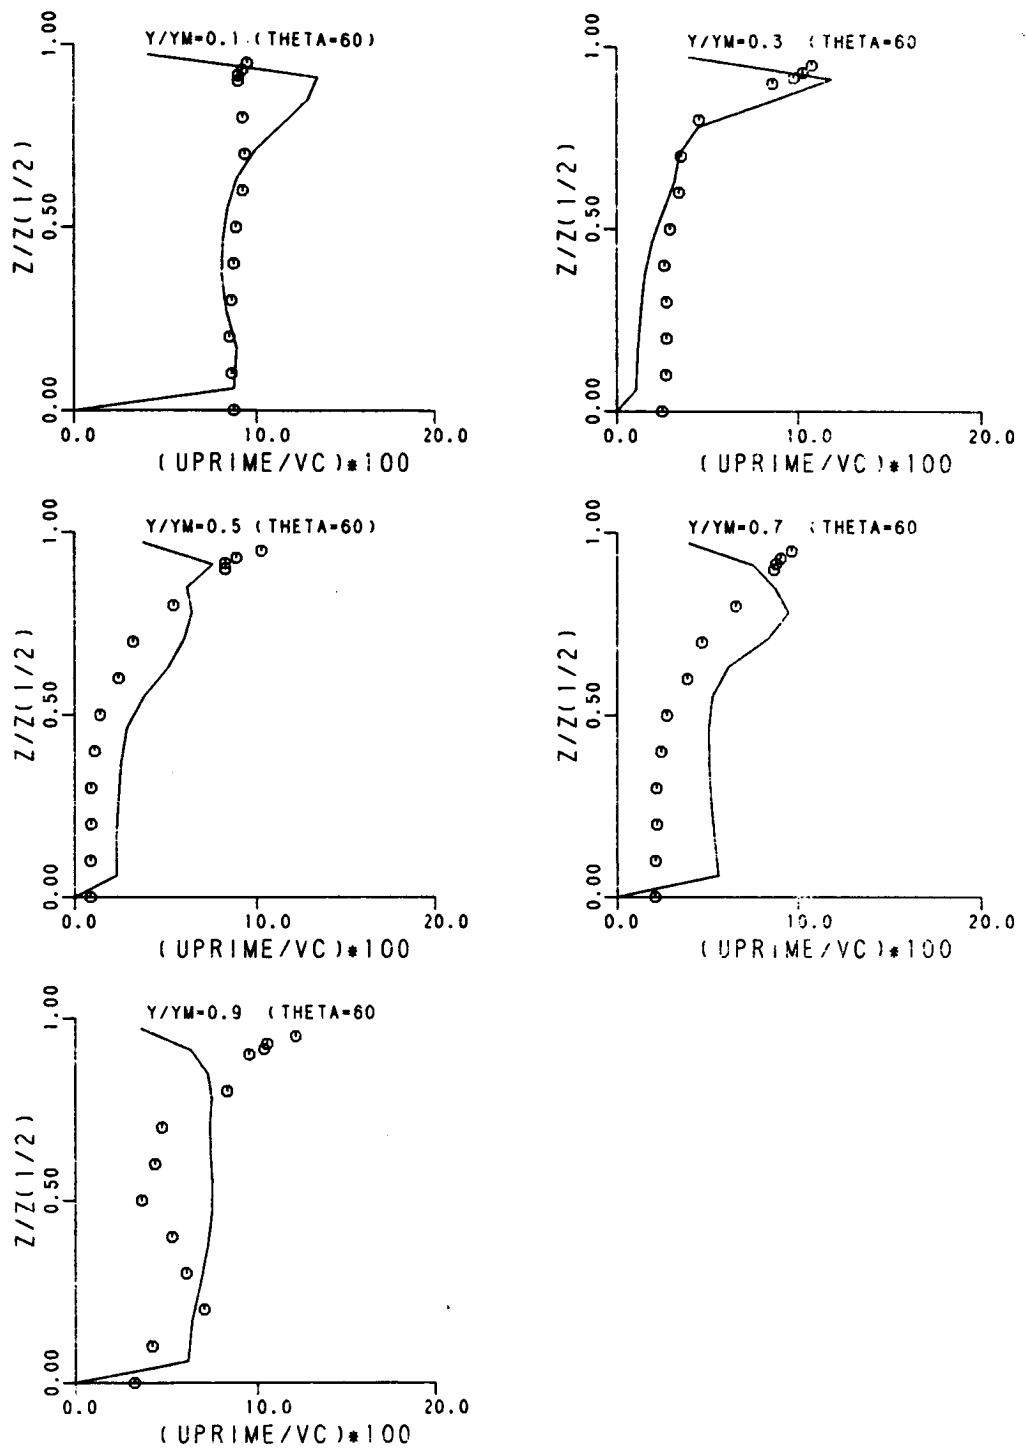 Y/YM=0.1 (THETA=60)
1.00
0.50
0.00
Z/Z(1/2)
0.0 10.0 20.0
(UPRIME/VC)*100
Y/YM=0.3 (THETA=60
1.00
0.50
0.00
Z/Z(1/2)
0.0 10.0 20.0
(UPRIME/VC)*100
Y/YM=0.5 (THETA=60)
1.00
0.50
0.00
Z/Z(1/2)
0.0 10.0 20.0
(UPRIME/VC)*100
Y/YM=0.7 (THETA=60
1.00
0.50
0.00
Z/Z(1/2)
0.0 10.0 20.0
(UPRIME/VC)*100
Y/YM=0.9 (THETA=60
1.00
0.50
0.00
Z/Z(1/2)
0.0 10.0 20.0
(UPRIME/VC)*100